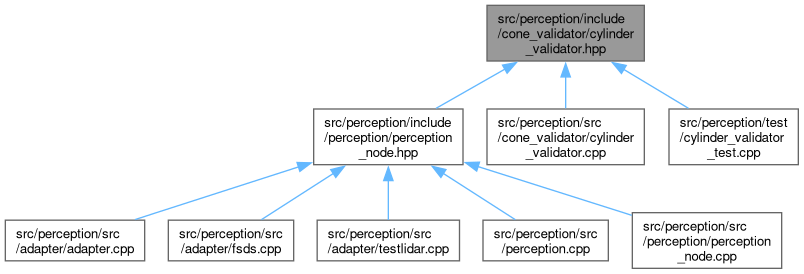 src/perception/include
/cone_validator/cylinder
_validator.hpp
src/perception/include
/perception/perception
_node.hpp
src/perception/src
/cone_validator/cylinder
_validator.cpp
src/perception/test
/cylinder_validator
_test.cpp
src/perception/src
/adapter/adapter.cpp
src/perception/src
/adapter/fsds.cpp
src/perception/src
/adapter/testlidar.cpp
src/perception/src
/perception.cpp
src/perception/src
/perception/perception
_node.cpp